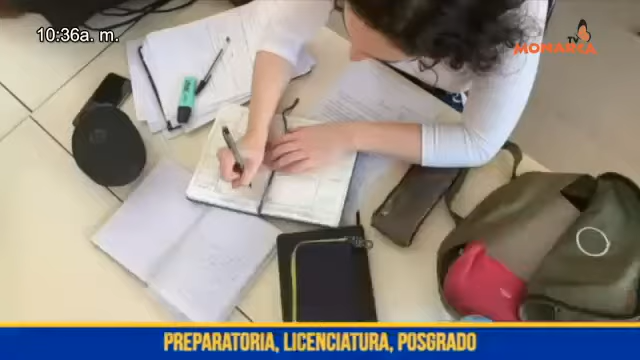 10:36a. m.
TV
MONARCA
PREPARATORIA, LICENCIATURA, POSGRADO